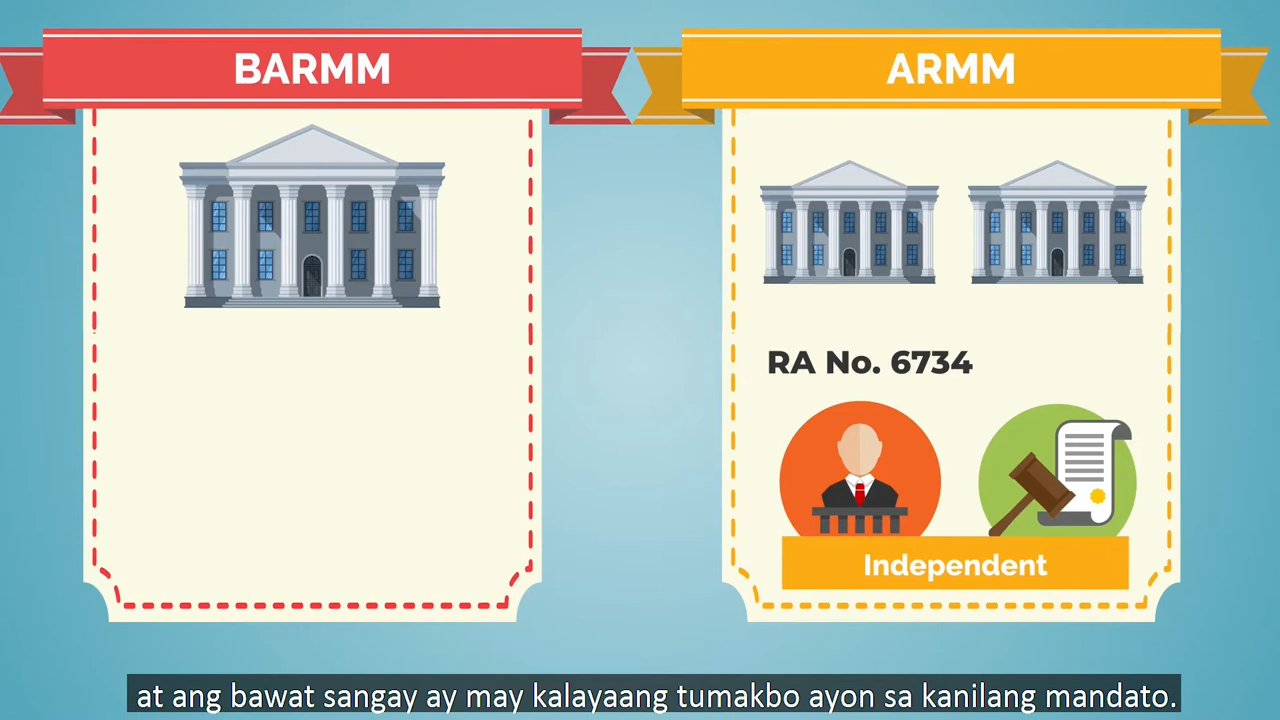 BARMM
ARMM
RA No. 6734
Independent
at ang bawat sangay ay may kalayaang tumakbo ayon sa kanilang mandato.